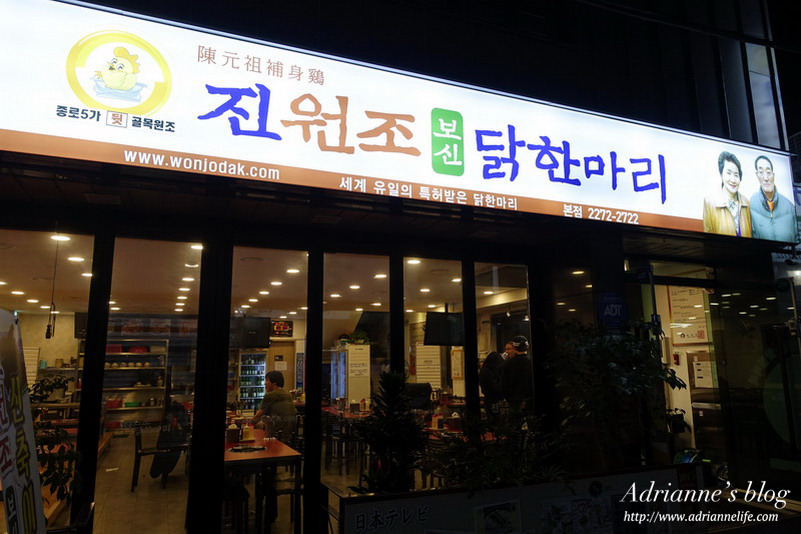 陳元祖補身鷄
진원조 보신 닭한마리
종로5가 뒷 골목원조
www.wonjodak.com
세계 유일의 특허받은 닭한마리
본점 2272-2722
ADT
日本テレビ
Adrianne's blog
http://www.adriannelife.com